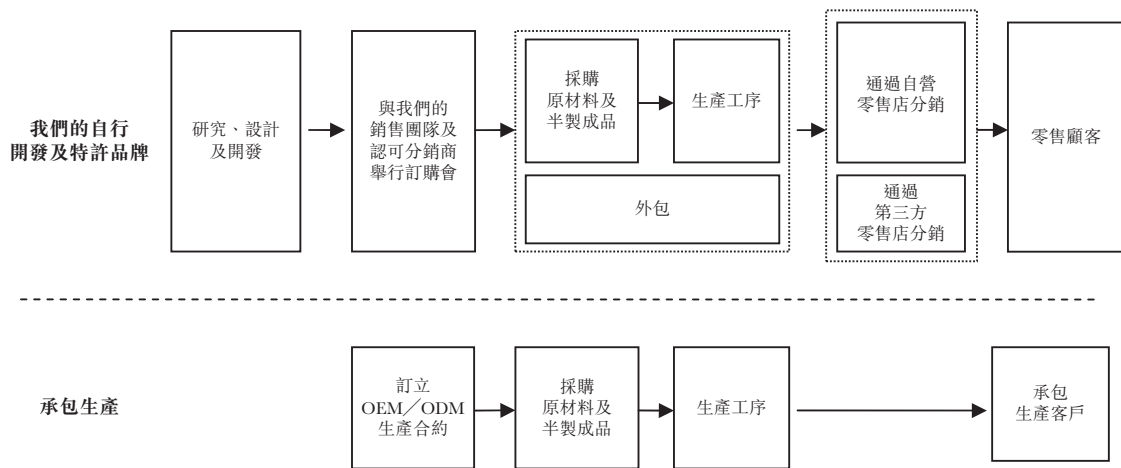 我們的自行
開發及特許品牌
研究、設計
及開發
與我們的
銷售團隊及
認可分銷商
舉行訂購會
採購
原材料及
半製成品
生產工序
外包
通過自營
零售店分銷
通過
第三方
零售店分銷
零售顧客
承包生產
訂立
OEM／ODM
生產合約
採購
原材料及
半製成品
生產工序
承包
生產客戶